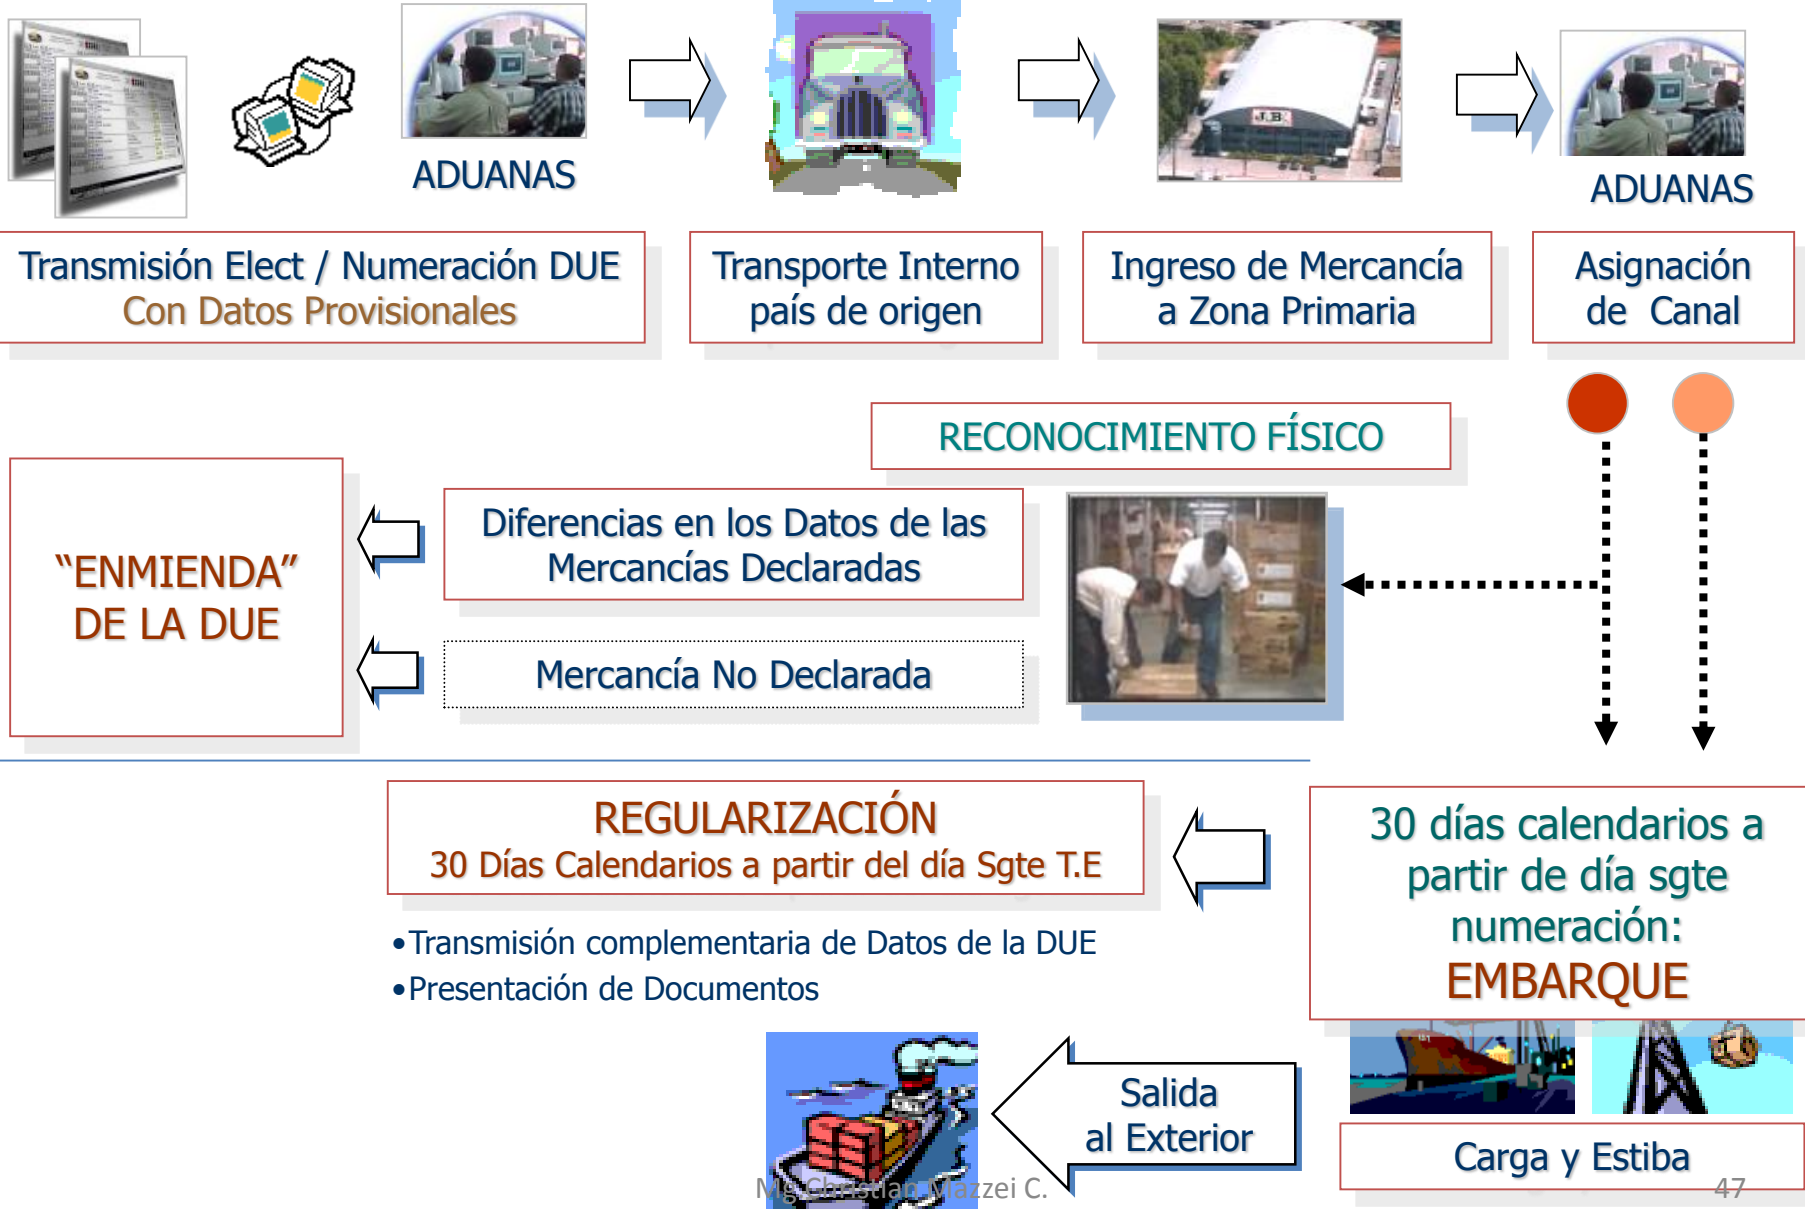 ADUANAS
J.B.
ADUANAS
Transmisión Elect / Numeración DUE
Con Datos Provisionales
Transporte Interno
país de origen
Ingreso de Mercancía
a Zona Primaria
Asignación
de Canal
RECONOCIMIENTO FÍSICO
Diferencias en los Datos de las
Mercancías Declaradas
"ENMIENDA"
DE LA DUE
Mercancía No Declarada
REGULARIZACIÓN
30 Días Calendarios a partir del día Sgte T.E
•Transmisión complementaria de Datos de la DUE
•Presentación de Documentos
30 días calendarios a
partir de día sgte
numeración:
EMBARQUE
Salida
al Exterior
Carga y Estiba
Mg Christian Mazzei C.
47